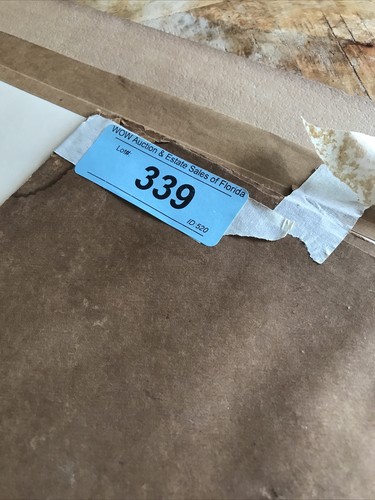 WOW Auction & Estate Sales of Florida
Lot#:
339
ID 520